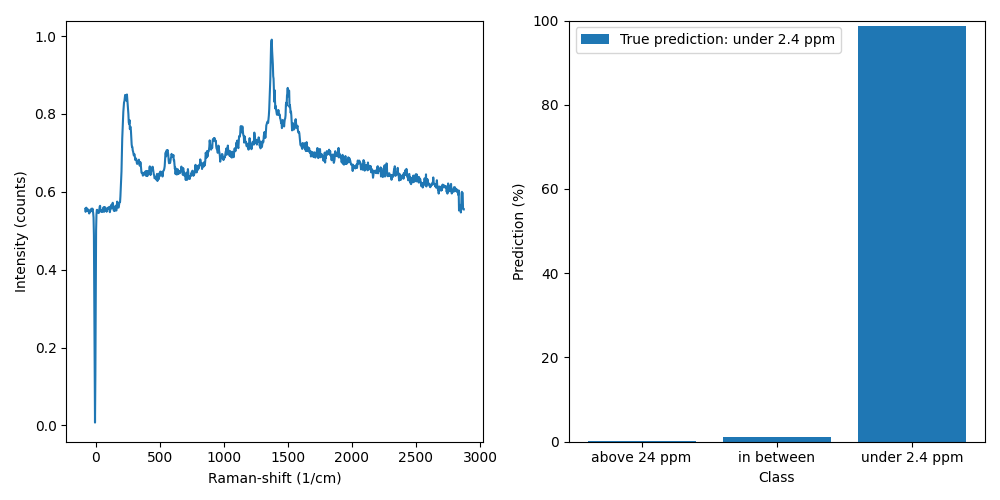 1.0
0.8
0.6
0.4
0.2
0.0
Intensity (counts)
0 500 1000 1500 2000 2500 3000
Raman-shift (1/cm)
100
80
60
40
20
0
Prediction (%)
True prediction: under 2.4 ppm
above 24 ppm in between under 2.4 ppm
Class